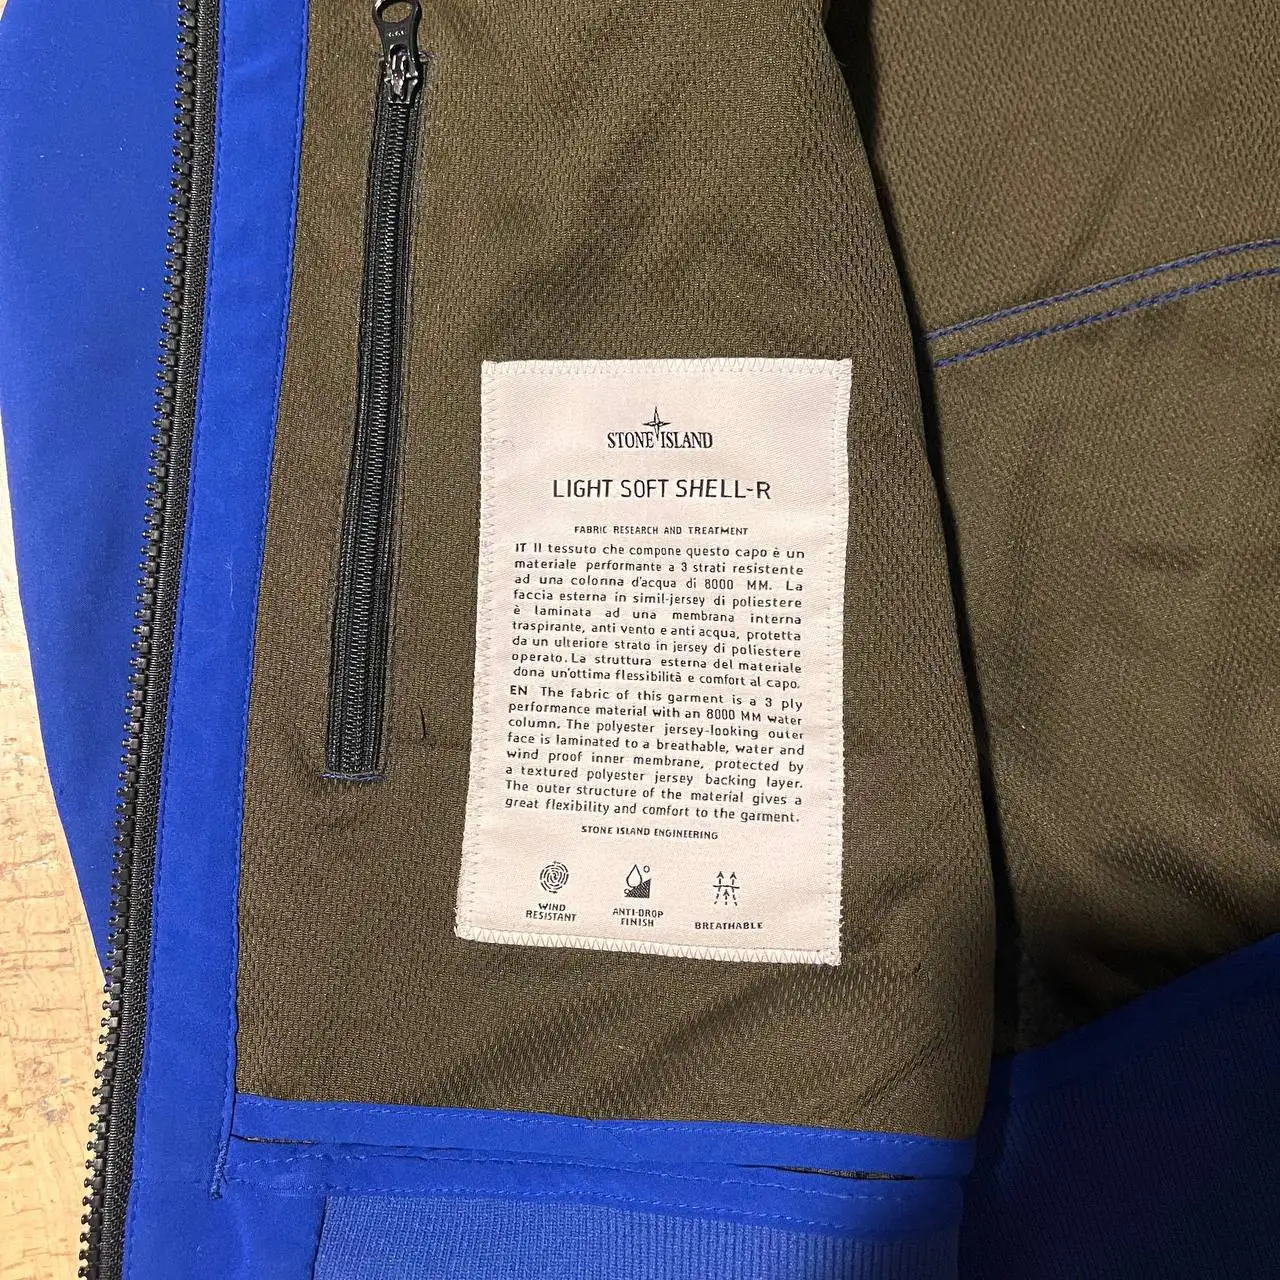 STONE ISLAND
LIGHT SOFT SHELL-R
FABRIC RESEARCH AND TREATMENT
IT Il tessuto che compone questo capo è un
materiale performante a 3 strati resistente
ad una colonna d'acqua di 8000 MM. La
faccia esterna in simil-jersey di poliestere
è laminata ad una membrana interna
traspirante, anti vento e anti acqua, protetta
da un ulteriore strato in jersey di poliestere
operato. La struttura esterna del materiale
dona un'ottima flessibilità e comfort al capo.
EN The fabric of this garment is a 3 ply
performance material with an 8000 MM water
column. The polyester jersey-looking outer
face is laminated to a breathable, water and
wind proof inner membrane, protected by
a textured polyester jersey backing layer.
The outer structure of the material gives a
great flexibility and comfort to the garment.
STONE ISLAND ENGINEERING
WIND
RESISTANT
ANTI-DROP
FINISH
BREATHABLE